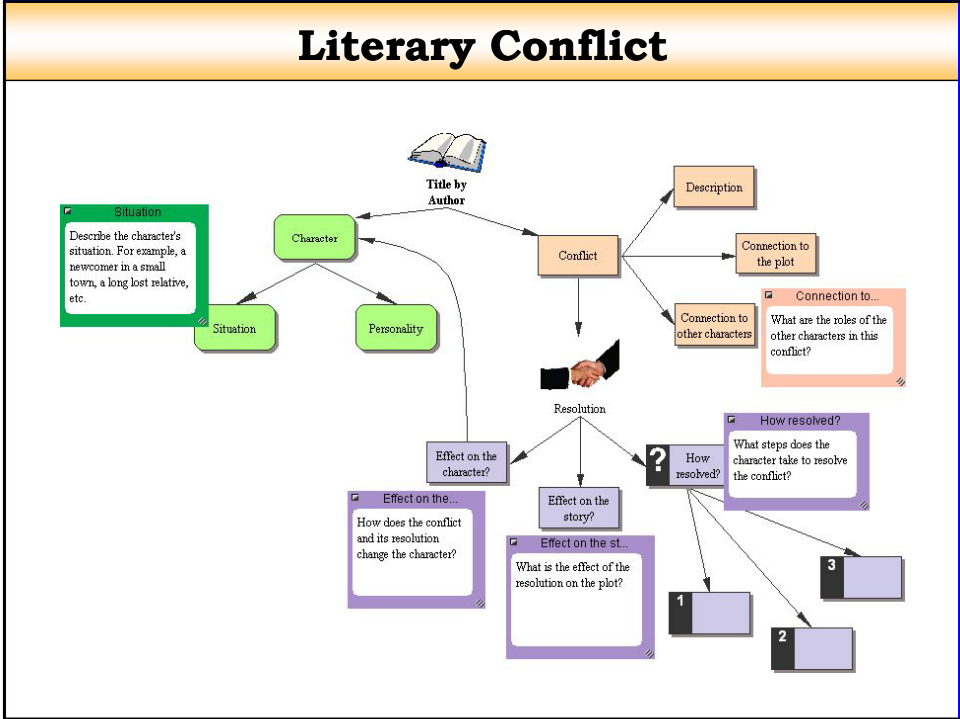 Literary Conflict
Title by
Author
Description
Situation
Describe the character's
situation. For example, a
newcomer in a small
town, a long lost relative,
etc.
Character
Conflict
Connection to
the plot
Situation
Personality
Connection to
other characters
Connection to...
What are the roles of the
other characters in this
conflict?
Resolution
Effect on the
character?
Effect on the
story?
?
How
resolved?
How resolved?
What steps does the
character take to resolve
the conflict?
Effect on the...
How does the conflict
and its resolution
change the character?
Effect on the st...
What is the effect of the
resolution on the plot?
1
2
3